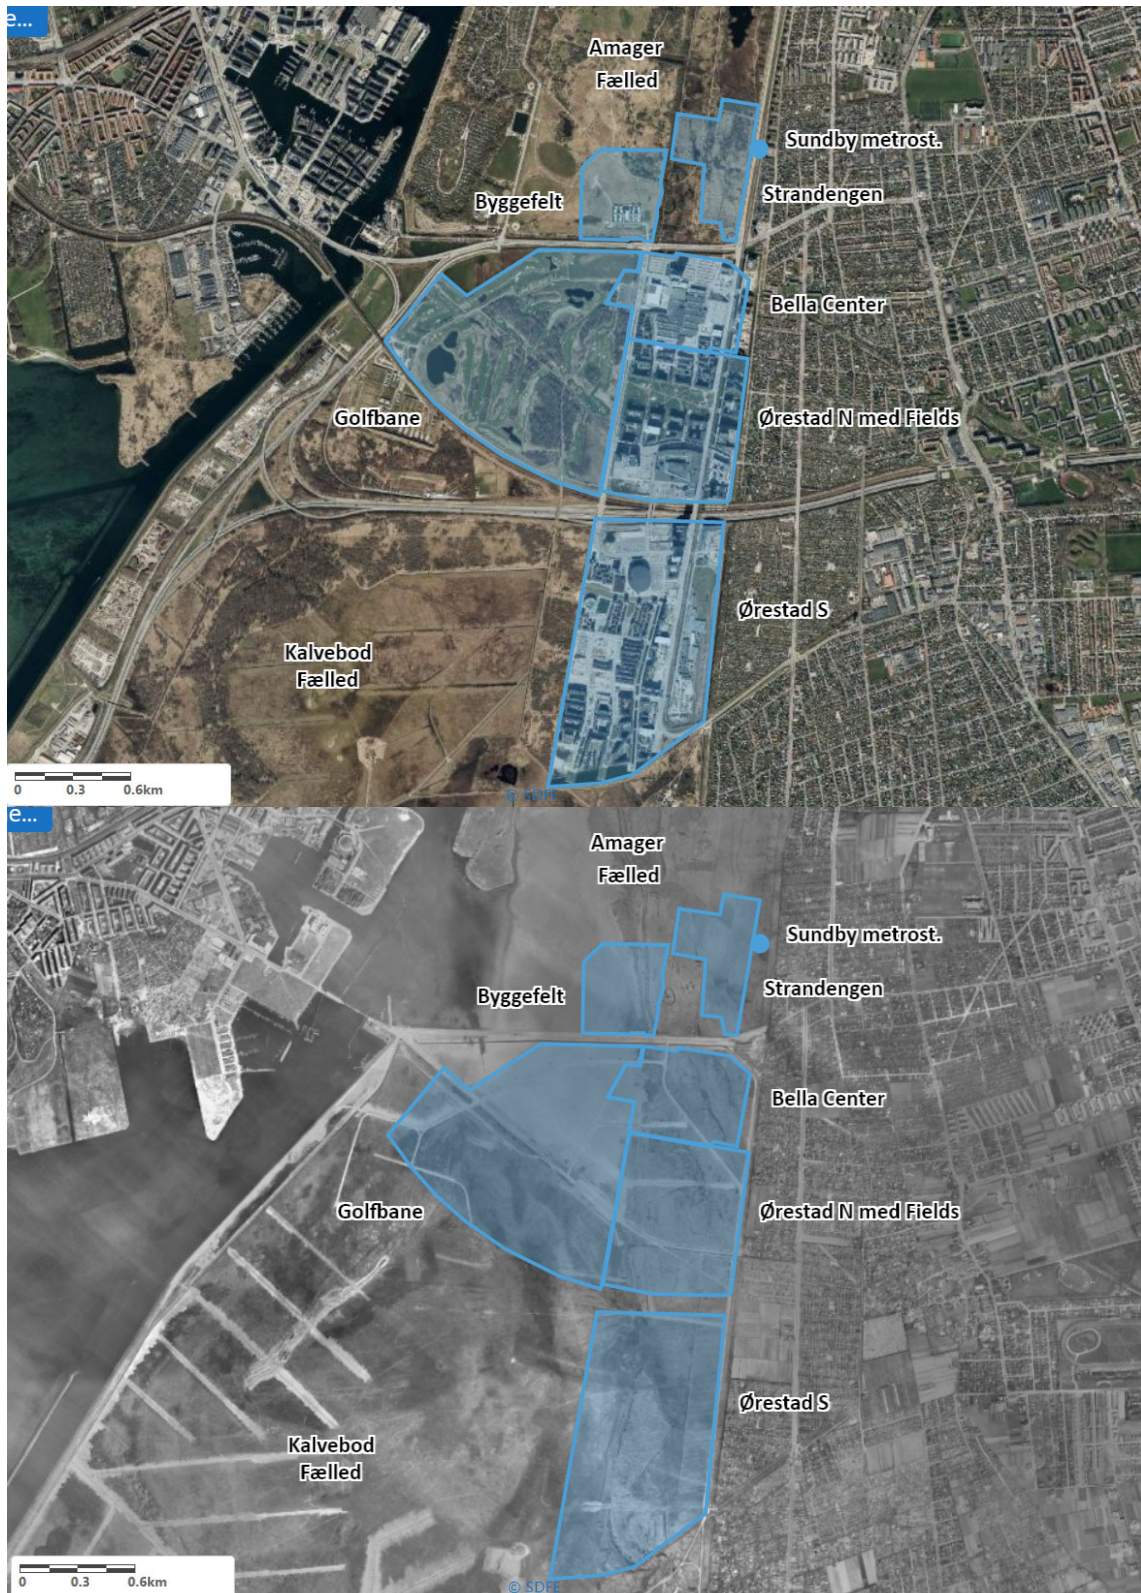 e...
Amager
Fælled
Sundby metrost.
Byggefelt
Strandengen
Bella Center
Golfbane
Ørestad N med Fields
Ørestad S
Kalvebod
Fælled
0 0.3 0.6km
© SDFE
e...
Amager
Fælled
Sundby metrost.
Byggefelt
Strandengen
Bella Center
Golfbane
Ørestad N med Fields
Ørestad S
Kalvebod
Fælled
0 0.3 0.6km
© SDFE